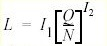 L = I₁[Q/N]^I₂